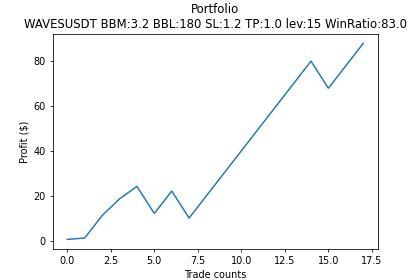 Portfolio
WAVESUSDT BBM:3.2 BBL:180 SL:1.2 TP:1.0 lev:15 WinRatio:83.0
80
60
40
20
0
Profit ($)
0.0 2.5 5.0 7.5 10.0 12.5 15.0 17.5
Trade counts